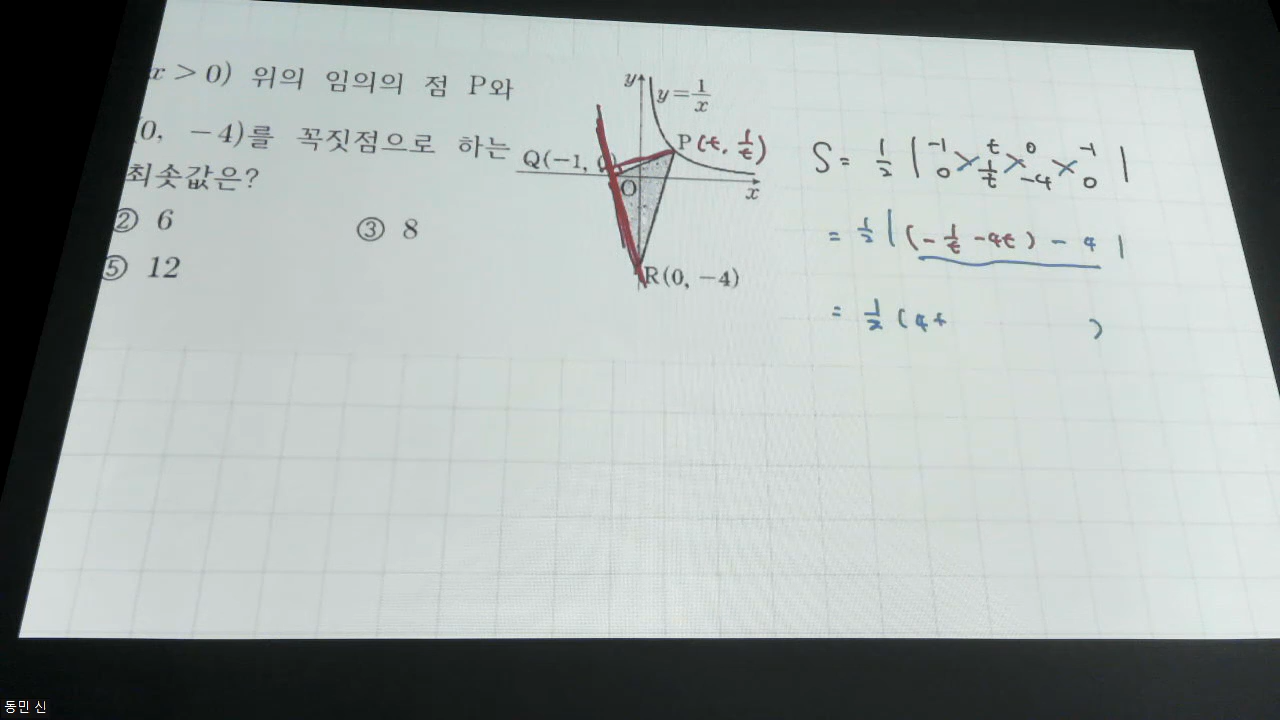 x > 0) 위의 임의의 점 P와
(0, −4)를 꼭짓점으로 하는
최솟값은?
② 6
③ 8
⑤ 12
y
y = 1/x
P(t, 1/t)
Q(−1, 0)
O
x
R(0, −4)
S = 1/2 | −1 t 0 −1
0 1/t −4 0 |
= 1/2 | (−1/t −4t) − 4 |
= 1/2 (4+ )
동민 신